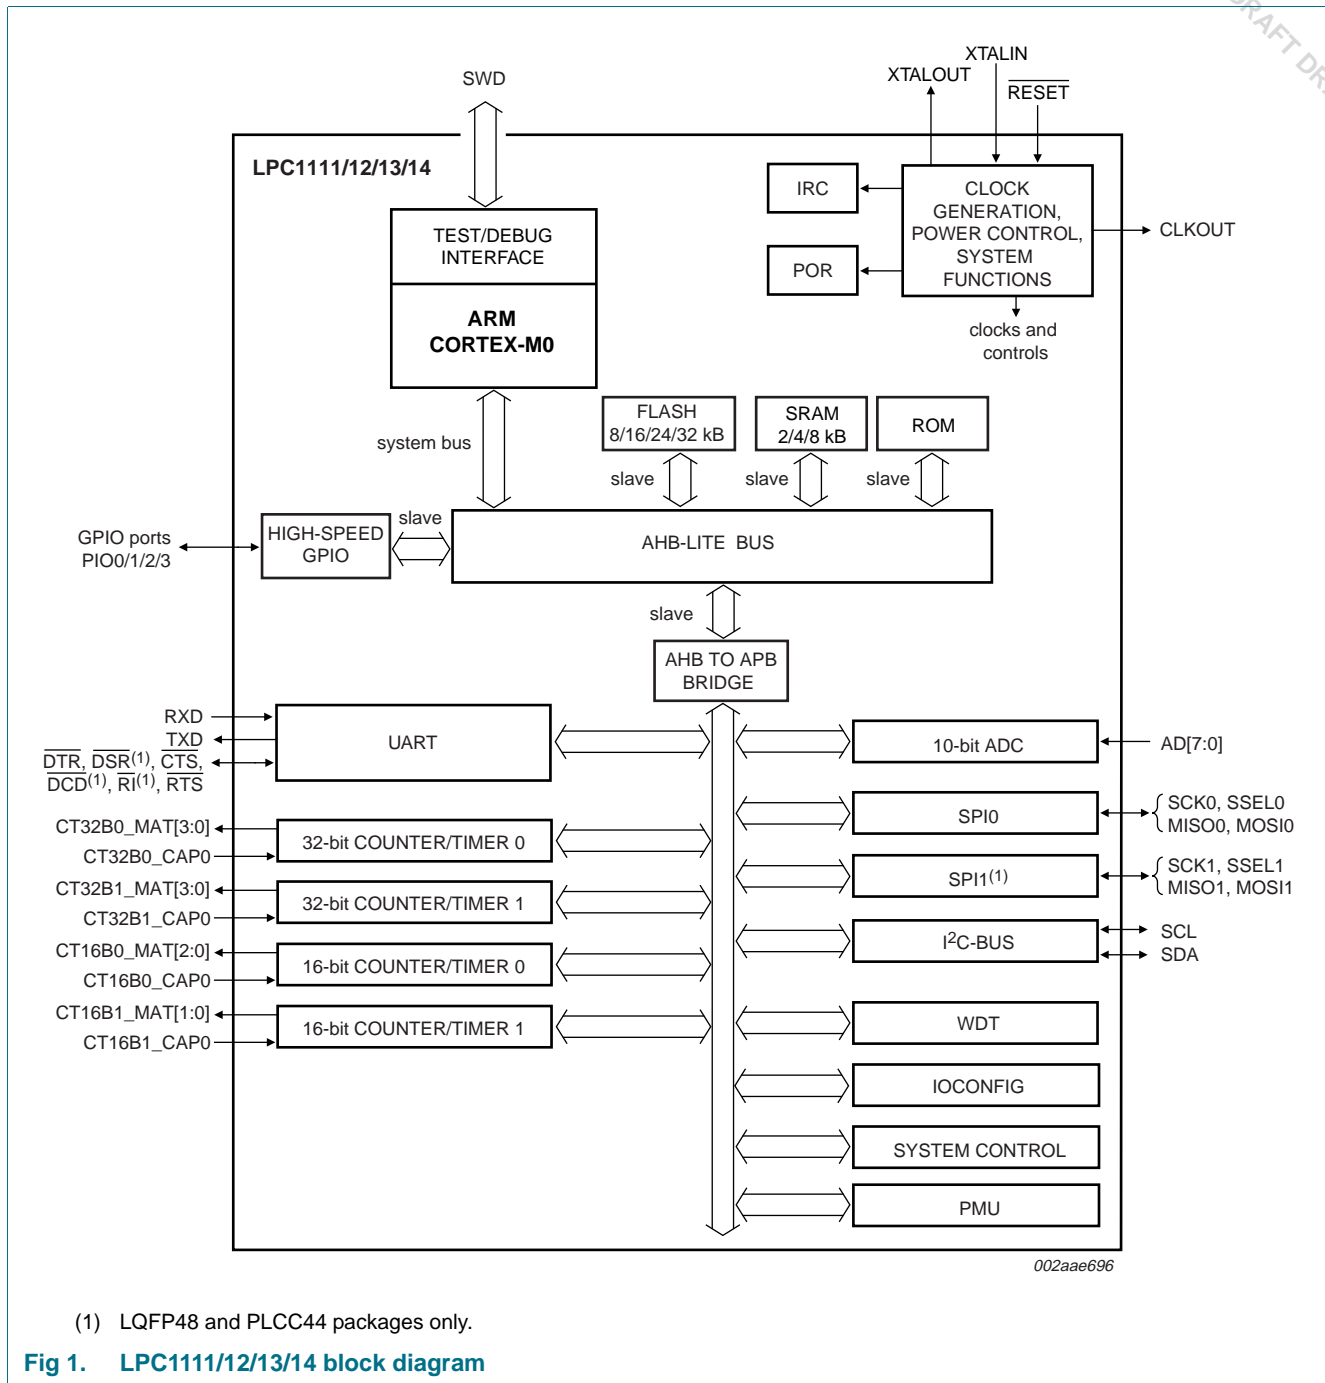 DRAFT DR
XTALIN
XTALOUT
RESET
SWD
LPC1111/12/13/14
TEST/DEBUG
INTERFACE
ARM
CORTEX-M0
IRC
POR
CLOCK
GENERATION,
POWER CONTROL,
SYSTEM
FUNCTIONS
CLKOUT
clocks and
controls
system bus
FLASH
8/16/24/32 kB
SRAM
2/4/8 kB
ROM
slave
slave
slave
GPIO ports
PIO0/1/2/3
HIGH-SPEED
GPIO
slave
AHB-LITE BUS
slave
AHB TO APB
BRIDGE
RXD
TXD
DTR, DSR(1), CTS,
DCD(1), RI(1), RTS
UART
10-bit ADC
AD[7:0]
CT32B0_MAT[3:0]
CT32B0_CAP0
32-bit COUNTER/TIMER 0
SPI0
SCK0, SSEL0
MISO0, MOSI0
CT32B1_MAT[3:0]
CT32B1_CAP0
32-bit COUNTER/TIMER 1
SPI1(1)
SCK1, SSEL1
MISO1, MOSI1
CT16B0_MAT[2:0]
CT16B0_CAP0
16-bit COUNTER/TIMER 0
I2C-BUS
SCL
SDA
CT16B1_MAT[1:0]
CT16B1_CAP0
16-bit COUNTER/TIMER 1
WDT
IOCONFIG
SYSTEM CONTROL
PMU
002aae696
(1) LQFP48 and PLCC44 packages only.
Fig 1. LPC1111/12/13/14 block diagram